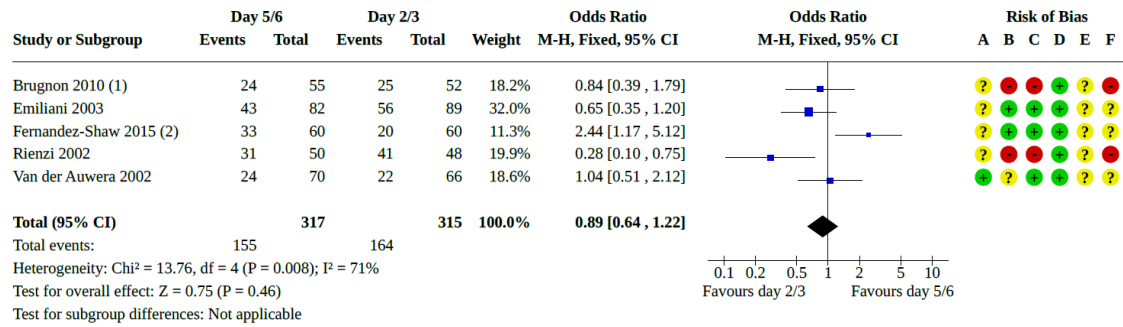 Day 5/6 Day 2/3 Odds Ratio Odds Ratio Risk of Bias
Study or Subgroup Events Total Events Total Weight M-H, Fixed, 95% CI M-H, Fixed, 95% CI A B C D E F
Brugnon 2010 (1) 24 55 25 52 18.2% 0.84 [0.39 , 1.79] ? - - + ? -
Emiliani 2003 43 82 56 89 32.0% 0.65 [0.35 , 1.20] ? + + + ? ?
Fernandez-Shaw 2015 (2) 33 60 20 60 11.3% 2.44 [1.17 , 5.12] ? + + + ? ?
Rienzi 2002 31 50 41 48 19.9% 0.28 [0.10 , 0.75] ? - - + ? -
Van der Auwera 2002 24 70 22 66 18.6% 1.04 [0.51 , 2.12] + ? + + ? ?
Total (95% CI) 317 315 100.0% 0.89 [0.64 , 1.22]
Total events: 155 164
Heterogeneity: Chi² = 13.76, df = 4 (P = 0.008); I² = 71% 0.1 0.2 0.5 1 2 5 10
Test for overall effect: Z = 0.75 (P = 0.46) Favours day 2/3 Favours day 5/6
Test for subgroup differences: Not applicable